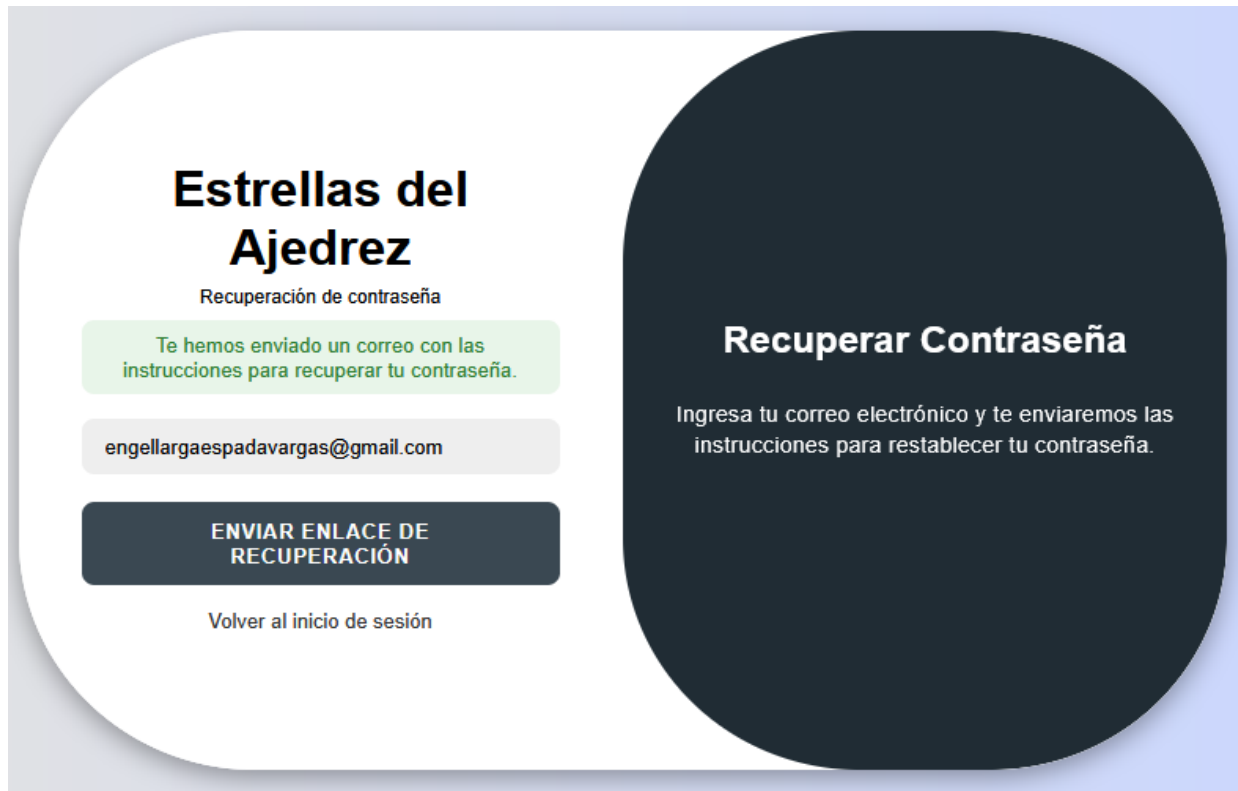 Estrellas del
Ajedrez
Recuperación de contraseña
Te hemos enviado un correo con las
instrucciones para recuperar tu contraseña.
engellargaespadavargas@gmail.com
ENVIAR ENLACE DE
RECUPERACIÓN
Volver al inicio de sesión
Recuperar Contraseña
Ingresa tu correo electrónico y te enviaremos las
instrucciones para restablecer tu contraseña.